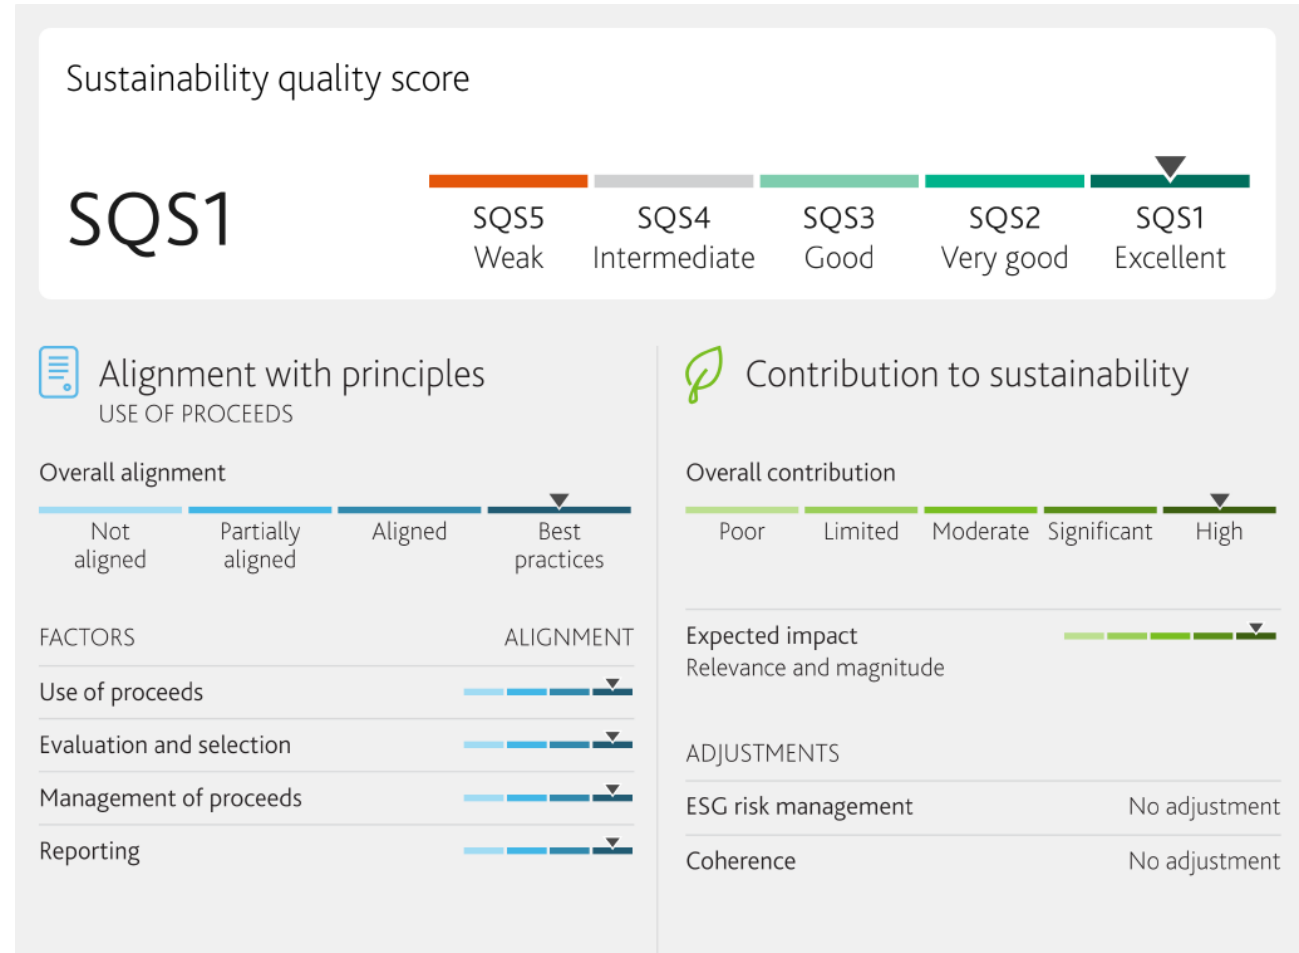 Sustainability quality score
SQS1
SQS5 SQS4 SQS3 SQS2 SQS1
Weak Intermediate Good Very good Excellent
Alignment with principles
USE OF PROCEEDS
Overall alignment
Not aligned
Partially aligned
Aligned
Best practices
FACTORS ALIGNMENT
Use of proceeds
Evaluation and selection
Management of proceeds
Reporting
Contribution to sustainability
Overall contribution
Poor Limited Moderate Significant High
Expected impact
Relevance and magnitude
ADJUSTMENTS
ESG risk management No adjustment
Coherence No adjustment